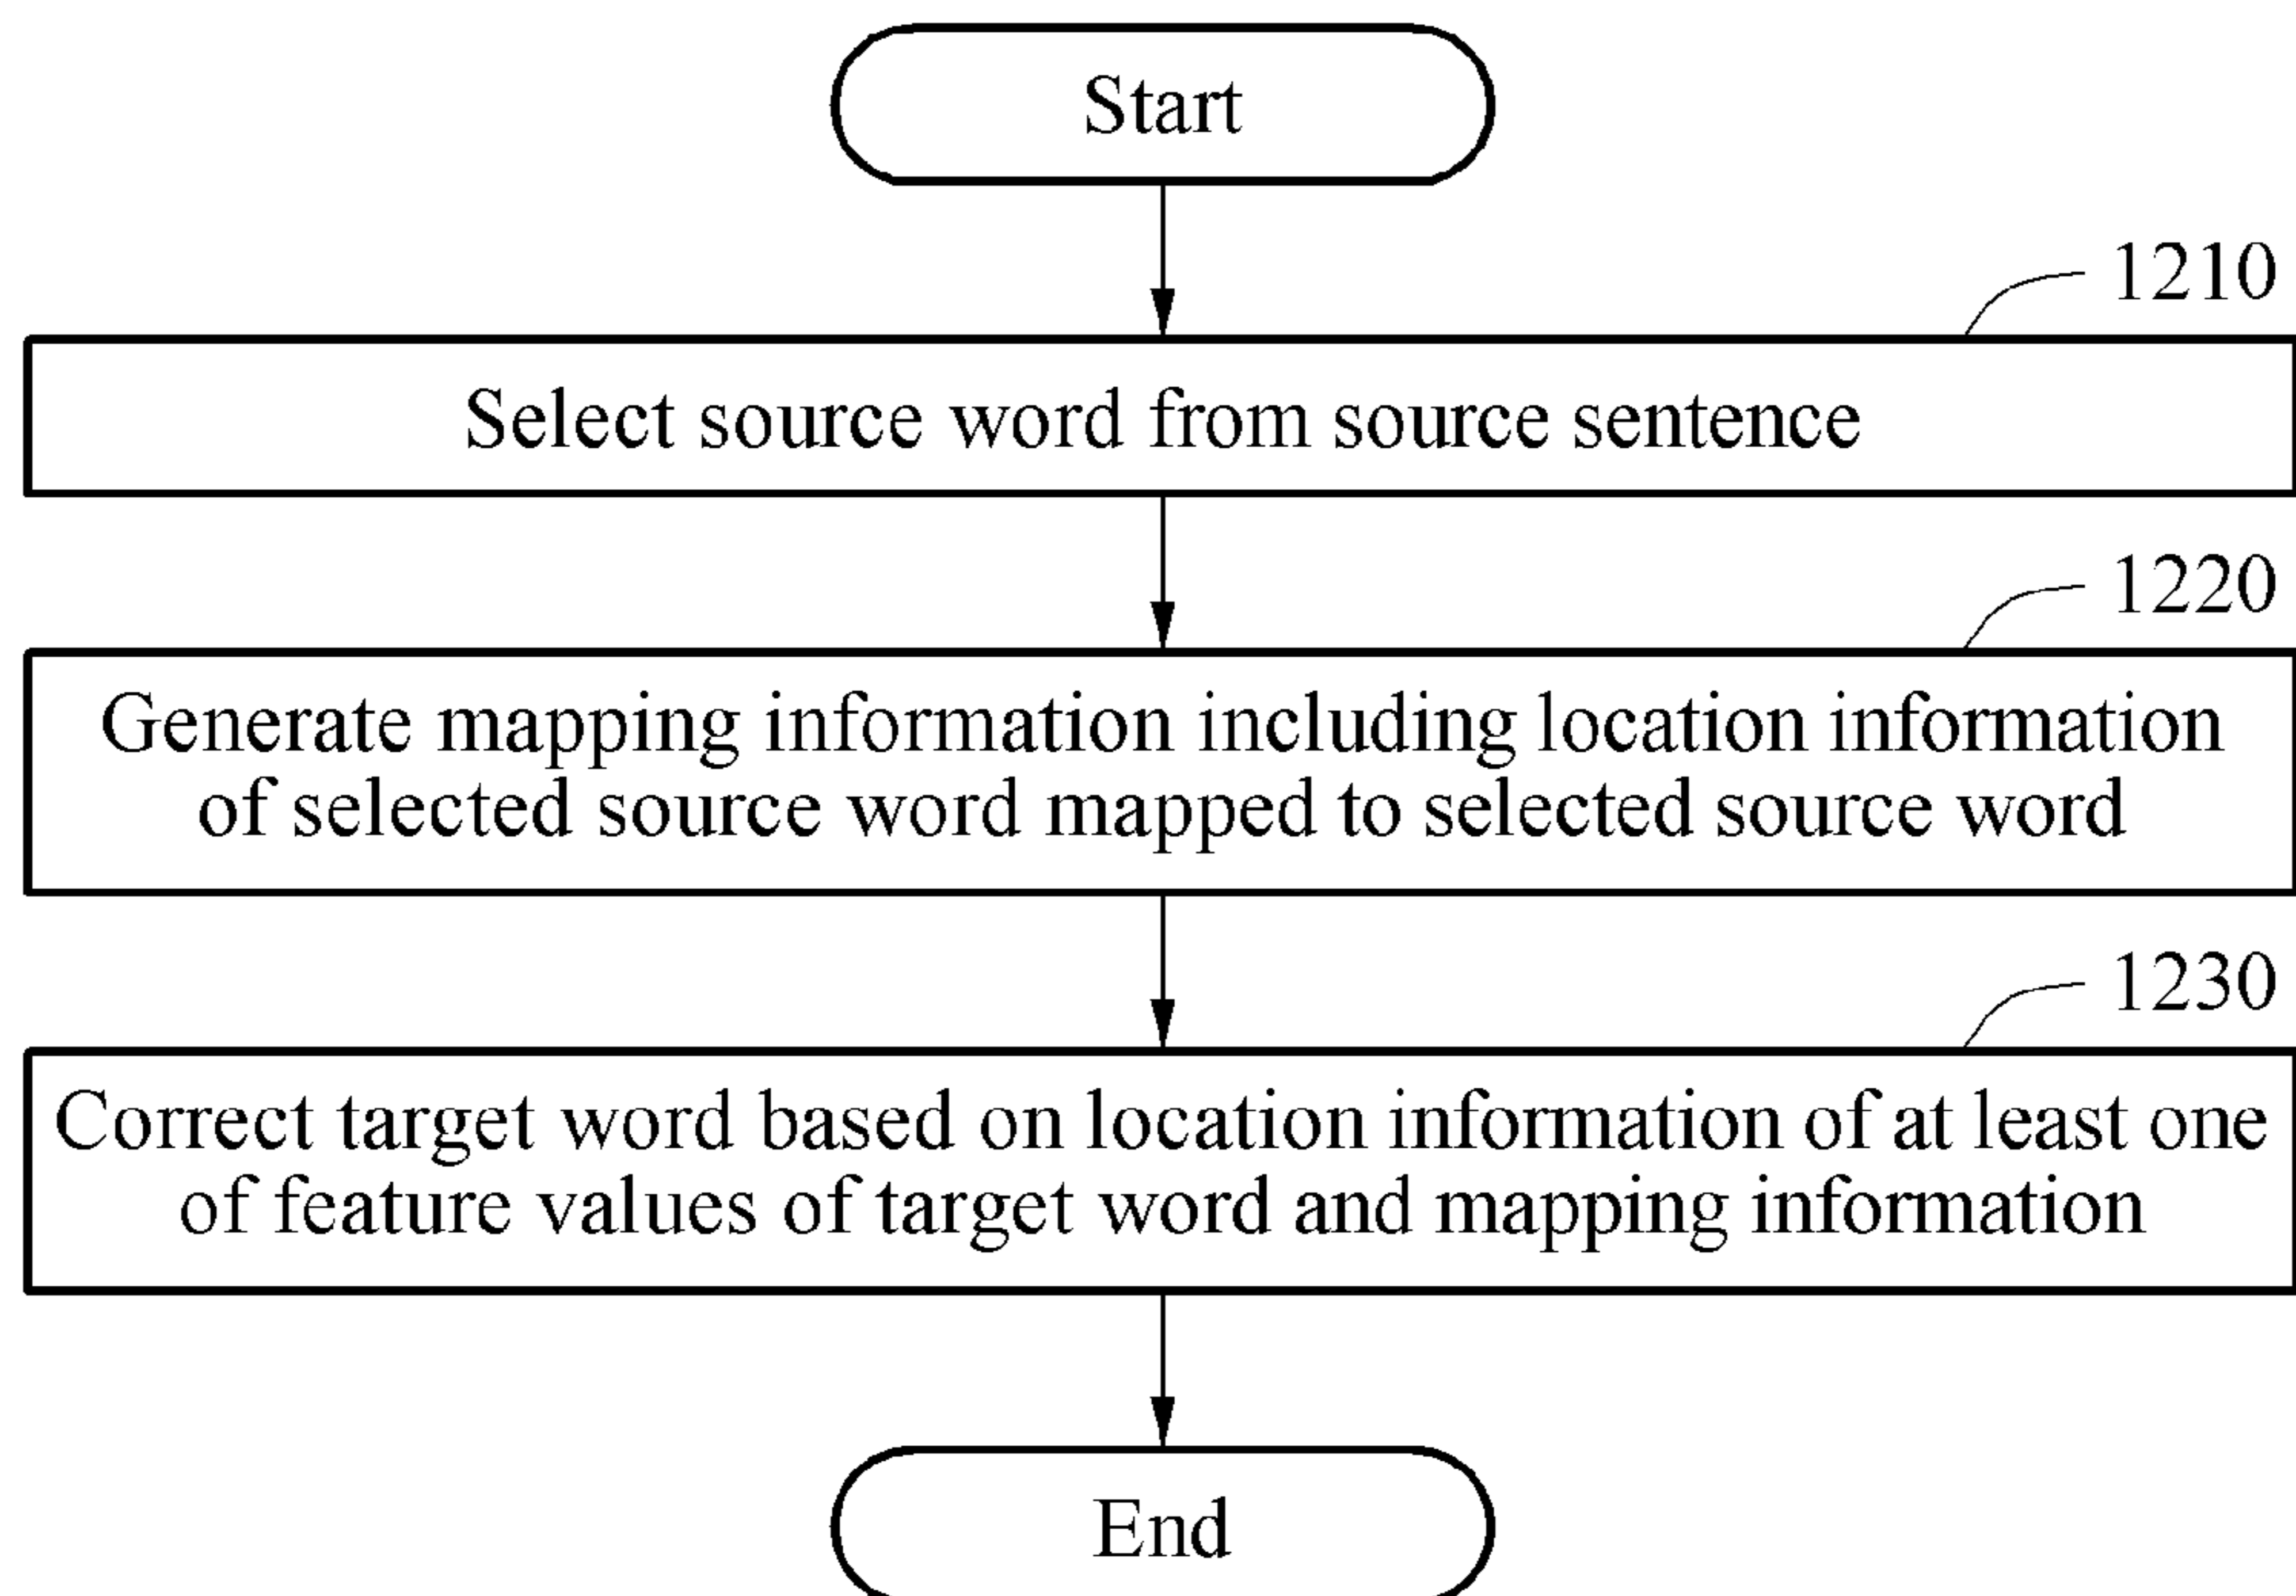 Start
1210
Select source word from source sentence
1220
Generate mapping information including location information
of selected source word mapped to selected source word
1230
Correct target word based on location information of at least one
of feature values of target word and mapping information
End